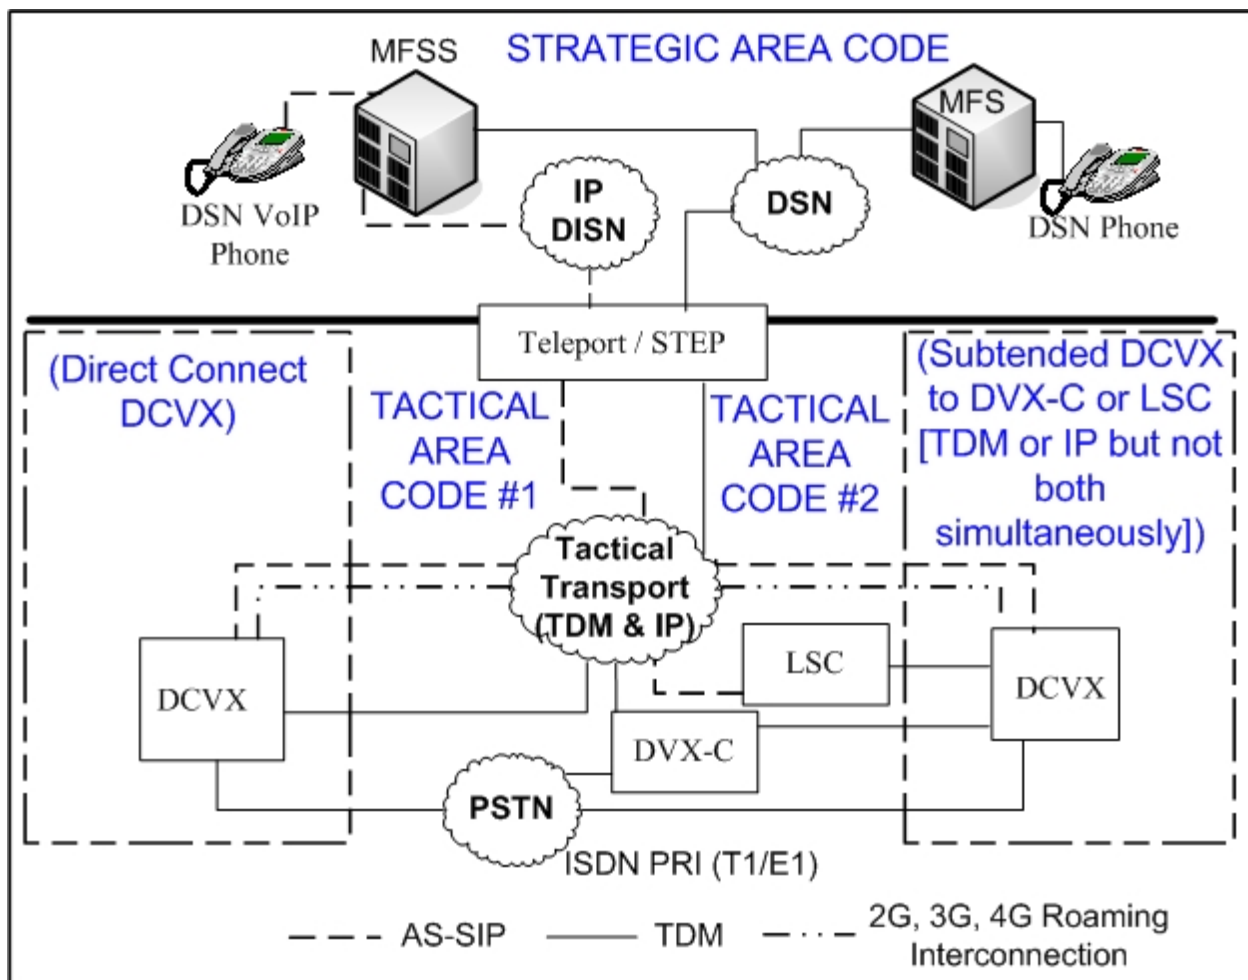 MFSS
STRATEGIC AREA CODE
MFS
IP
DISN
DSN
DSN VoIP
Phone
DSN Phone
Teleport / STEP
(Direct Connect
DCVX)
TACTICAL
AREA
CODE #1
TACTICAL
AREA
CODE #2
(Subtended DCVX
to DVX-C or LSC
[TDM or IP but not
both
simultaneously])
Tactical
Transport
(TDM & IP)
LSC
DCVX
DCVX
DVX-C
PSTN
ISDN PRI (T1/E1)
AS-SIP
TDM
2G, 3G, 4G Roaming
Interconnection